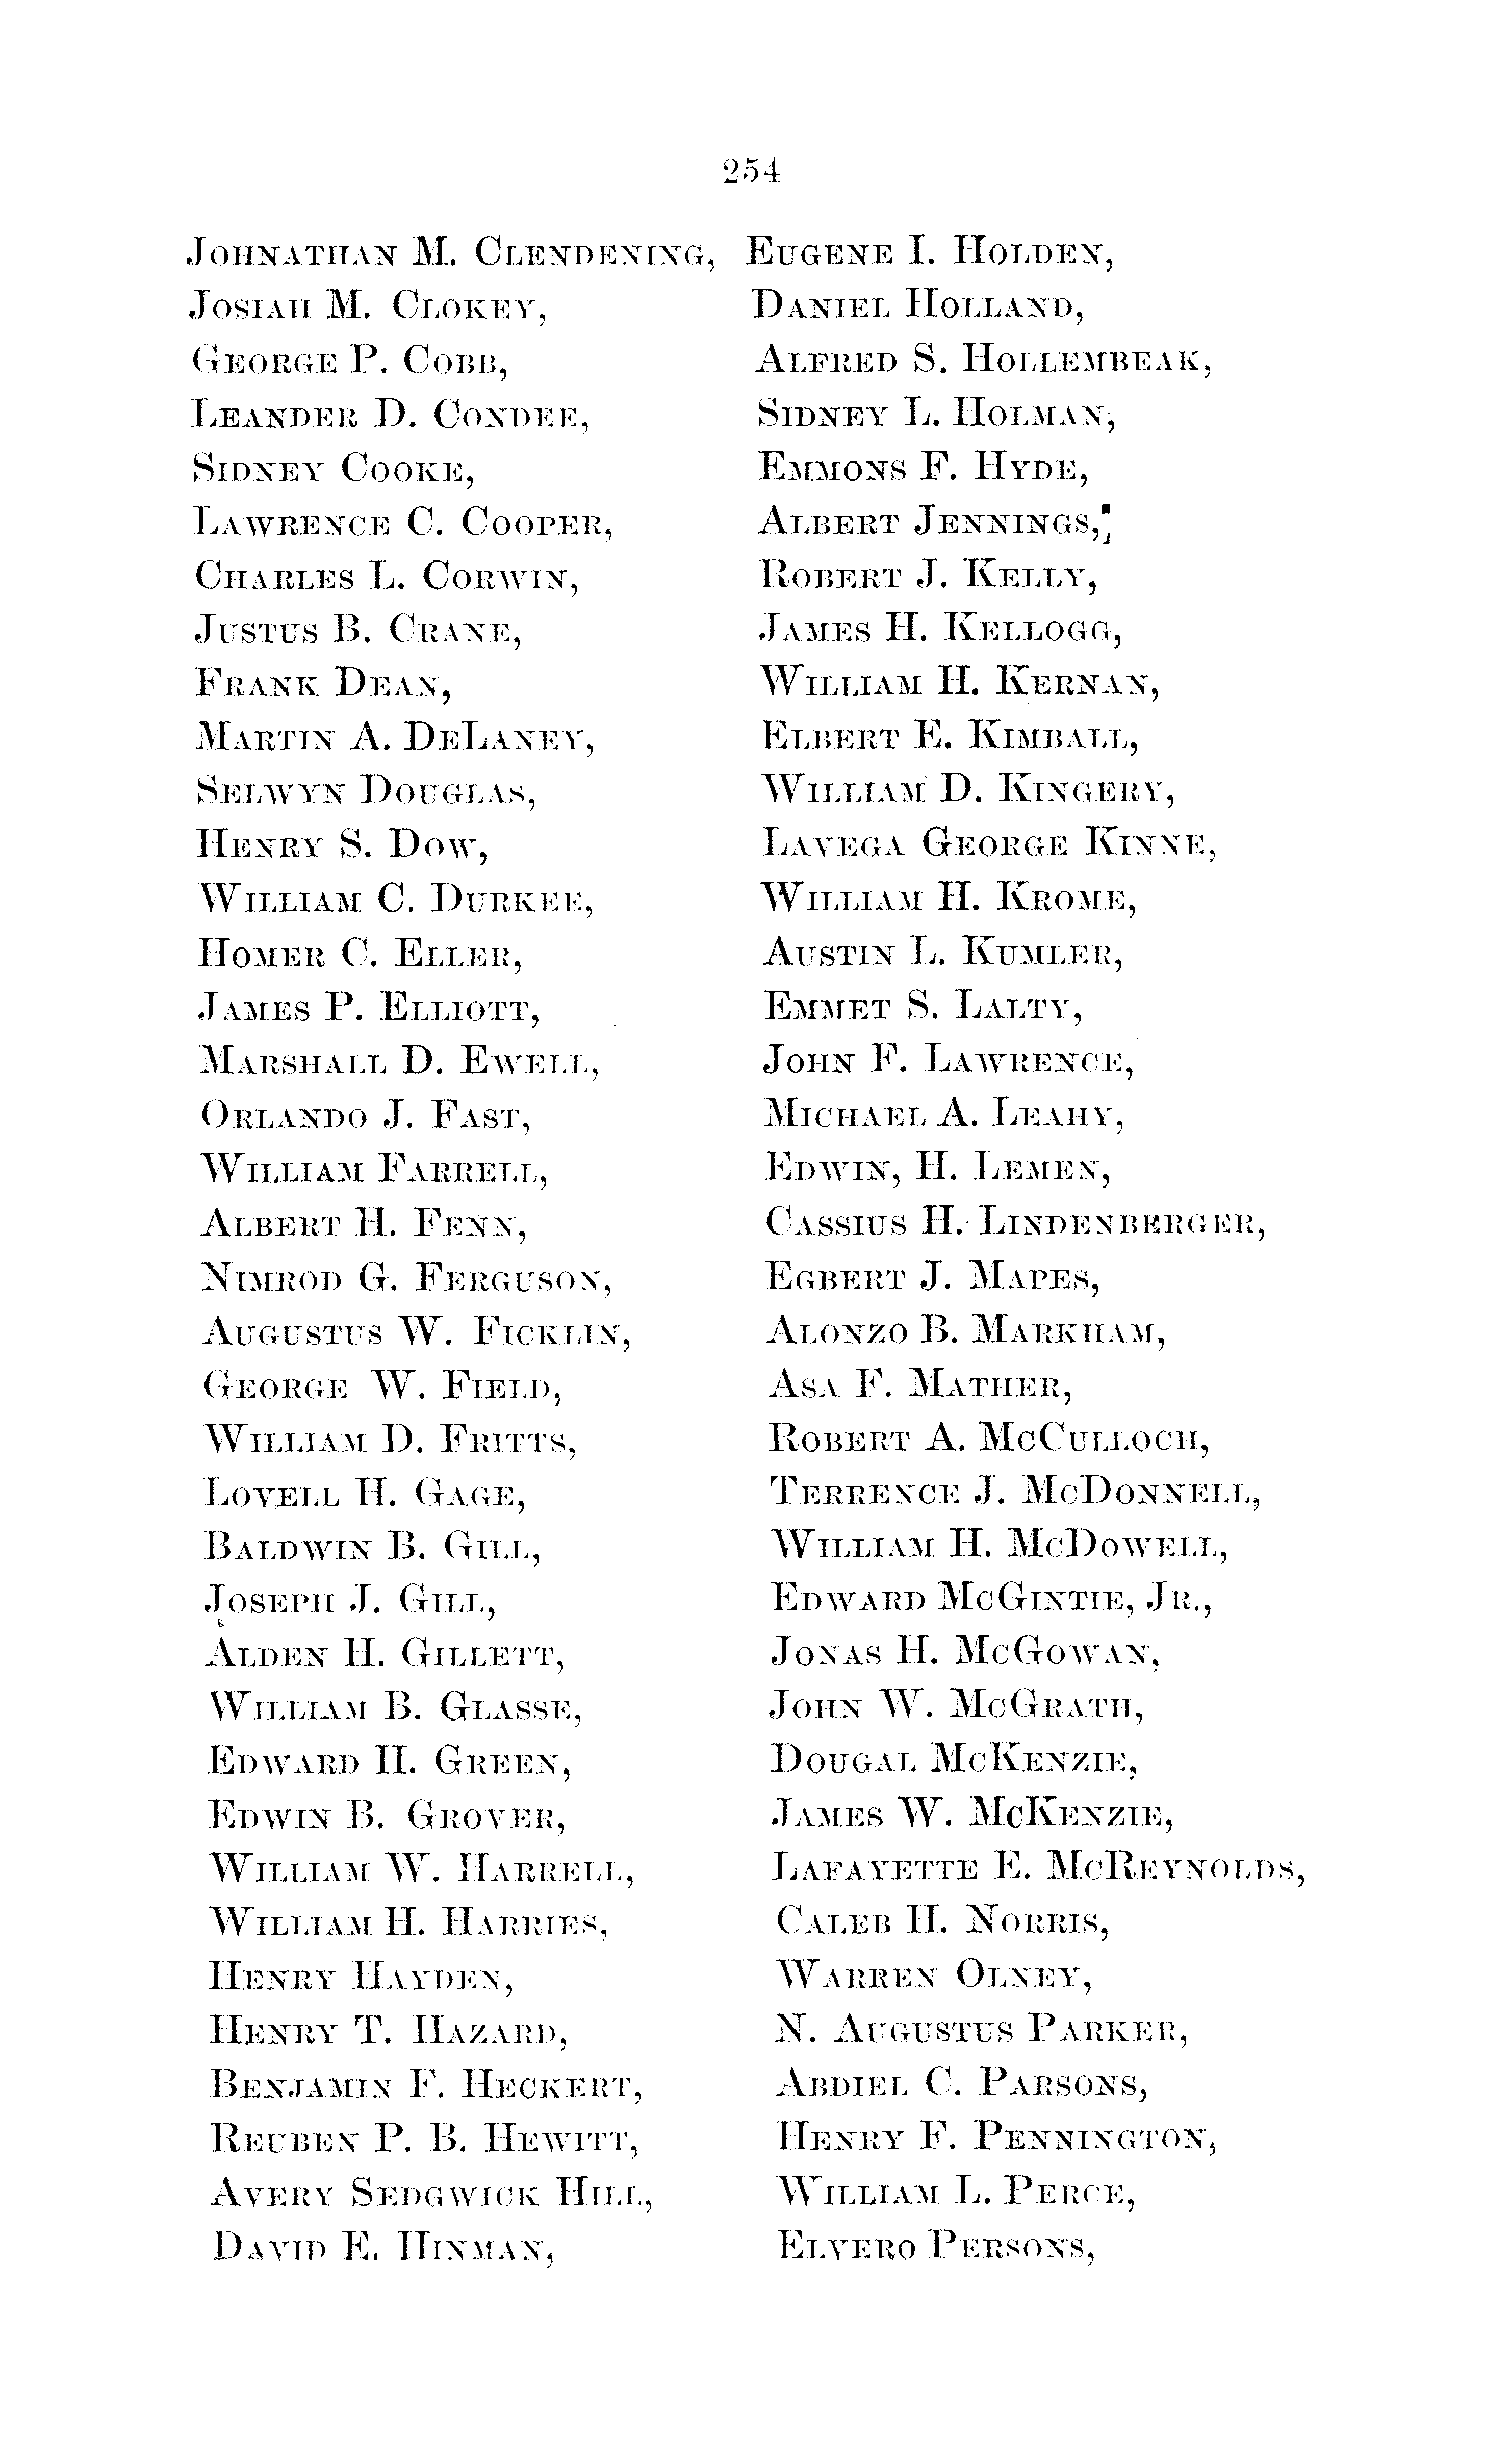 254
JOHNATHAN M. CLENDENING,
JOSIAH M. CLOKEY,
GEORGE P. COBB,
LEANDER D. CONDEE,
SIDNEY COOKE,
LAWRENCE C. COOPER,
CHARLES L. CORWIN,
JUSTUS B. CRANE,
FRANK DEAN,
MARTIN A. DELANEY,
SELWYN DOUGLAS,
HENRY S. DOW,
WILLIAM C. DURKEE,
HOMER C. ELLER,
JAMES P. ELLIOTT,
MARSHALL D. EWELL,
ORLANDO J. FAST,
WILLIAM FARRELL,
ALBERT H. FENN,
NIMROD G. FERGUSON,
AUGUSTUS W. FICKLIN,
GEORGE W. FIELD,
WILLIAM D. FRITTS,
LOVELL H. GAGE,
BALDWIN B. GILL,
JOSEPH J. GILL,
ALDEN H. GILLETT,
WILLIAM B. GLASSE,
EDWARD H. GREEN,
EDWIN B. GROVER,
WILLIAM W. HARRELL,
WILLIAM H. HARRIES,
HENRY HAYDEN,
HENRY T. HAZARD,
BENJAMIN F. HECKERT,
REUBEN P. B. HEWITT,
AVERY SEDGWICK HILL,
DAVID E. HINMAN,
EUGENE I. HOLDEN,
DANIEL HOLLAND,
ALFRED S. HOLLEMBEAK,
SIDNEY L. HOLMAN,
EMMONS F. HYDE,
ALBERT JENNINGS,
ROBERT J. KELLY,
JAMES H. KELLOGG,
WILLIAM H. KERNAN,
ELBERT E. KIMBALL,
WILLIAM D. KINGERY,
LAVEGA GEORGE KINNE,
WILLIAM H. KROME,
AUSTIN L. KUMLER,
EMMET S. LALTY,
JOHN F. LAWRENCE,
MICHAEL A. LEAHY,
EDWIN, H. LEMEN,
CASSIUS H. LINDENBERGER,
EGBERT J. MAPES,
ALONZO B. MARKHAM,
ASA F. MATHER,
ROBERT A. MCCULLOCH,
TERRENCE J. MCDONNELL,
WILLIAM H. MCDOWELL,
EDWARD MCGINTIE, JR.,
JONAS H. MCGOWAN,
JOHN W. MCGRATH,
DOUGAL MCKENZIE,
JAMES W. MCKENZIE,
LAFAYETTE E. MCREYNOLDS,
CALEB H. NORRIS,
WARREN OLNEY,
N. AUGUSTUS PARKER,
ABDIEL C. PARSONS,
HENRY F. PENNINGTON,
WILLIAM L. PERCE,
ELVERO PERSONS,